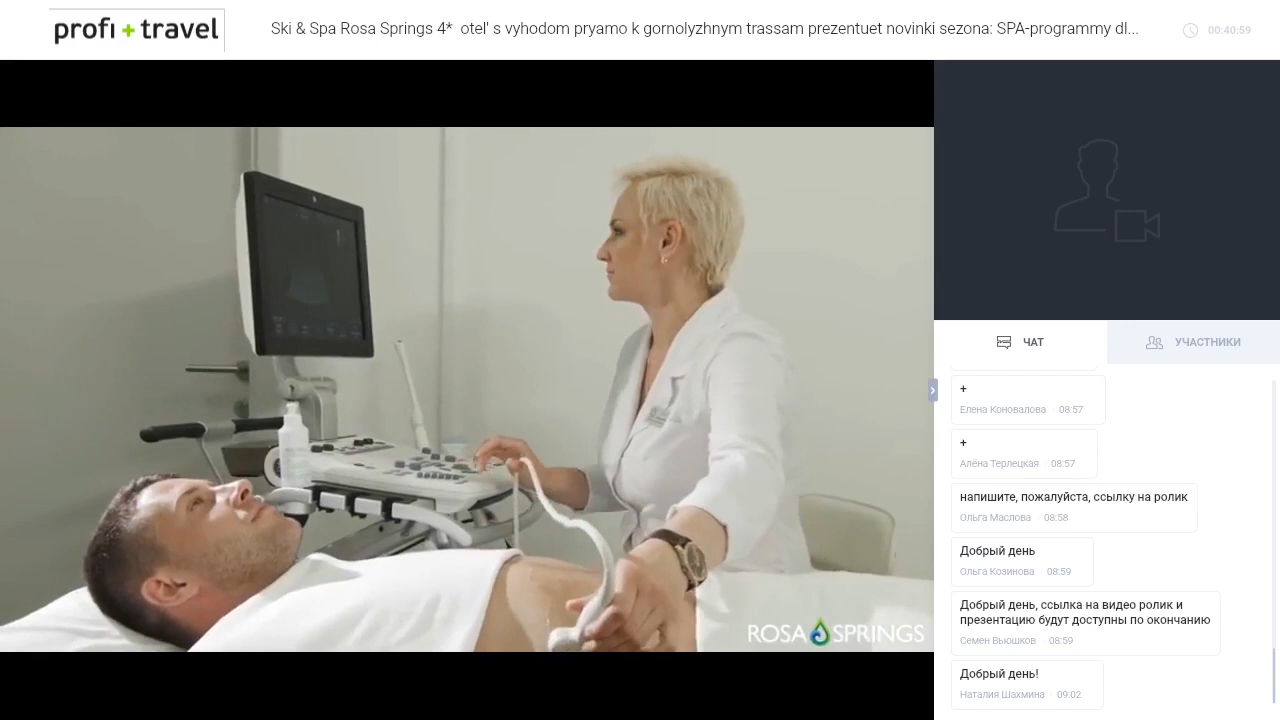 profi + travel
Ski & Spa Rosa Springs 4*  otel' s vyhodom pryamo k gornolyzhnym trassam prezentuet novinki sezona: SPA-programmy dl...
00:40:59
ЧАТ
УЧАСТНИКИ
+
Елена Коновалова · 08:57
+
Алёна Терлецкая · 08:57
напишите, пожалуйста, ссылку на ролик
Ольга Маслова · 08:58
Добрый день
Ольга Козинова · 08:59
Добрый день, ссылка на видео ролик и
презентацию будут доступны по окончанию
Семен Вьюшков · 08:59
Добрый день!
Наталия Шахмина · 09:02
ROSA SPRINGS